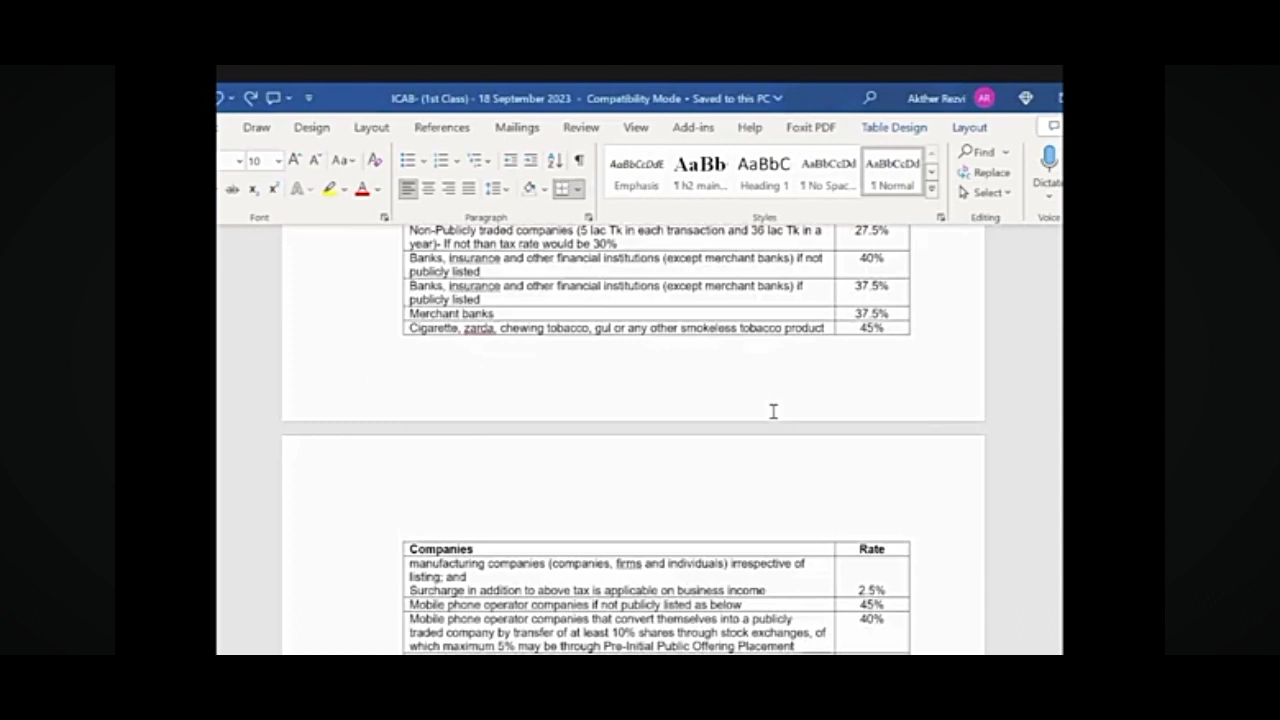 ICAB- (1st Class) - 18 September 2023 - Compatibility Mode • Saved to this PC
Akther Rezvi AR
Draw Design Layout References Mailings Review View Add-ins Help Foxit PDF Table Design Layout
10 A A Aa A
AaBbCcDdE AaBb AaBbC AaBbCcDd AaBbCcDd
Find
ab x₂ x² A A
Emphasis ¶ h2 main... Heading 1 ¶ No Spac... ¶ Normal
Replace
Select
Dictate
Font Paragraph Styles Editing Voice
Non-Publicly traded companies (5 lac Tk in each transaction and 36 lac Tk in a 27.5%
year)- If not than tax rate would be 30%
Banks, insurance and other financial institutions (except merchant banks) if not 40%
publicly listed
Banks, insurance and other financial institutions (except merchant banks) if 37.5%
publicly listed
Merchant banks 37.5%
Cigarette, zarda, chewing tobacco, gul or any other smokeless tobacco product 45%
Companies Rate
manufacturing companies (companies, firms and individuals) irrespective of
listing; and
Surcharge in addition to above tax is applicable on business income 2.5%
Mobile phone operator companies if not publicly listed as below 45%
Mobile phone operator companies that convert themselves into a publicly 40%
traded company by transfer of at least 10% shares through stock exchanges, of
which maximum 5% may be through Pre-Initial Public Offering Placement